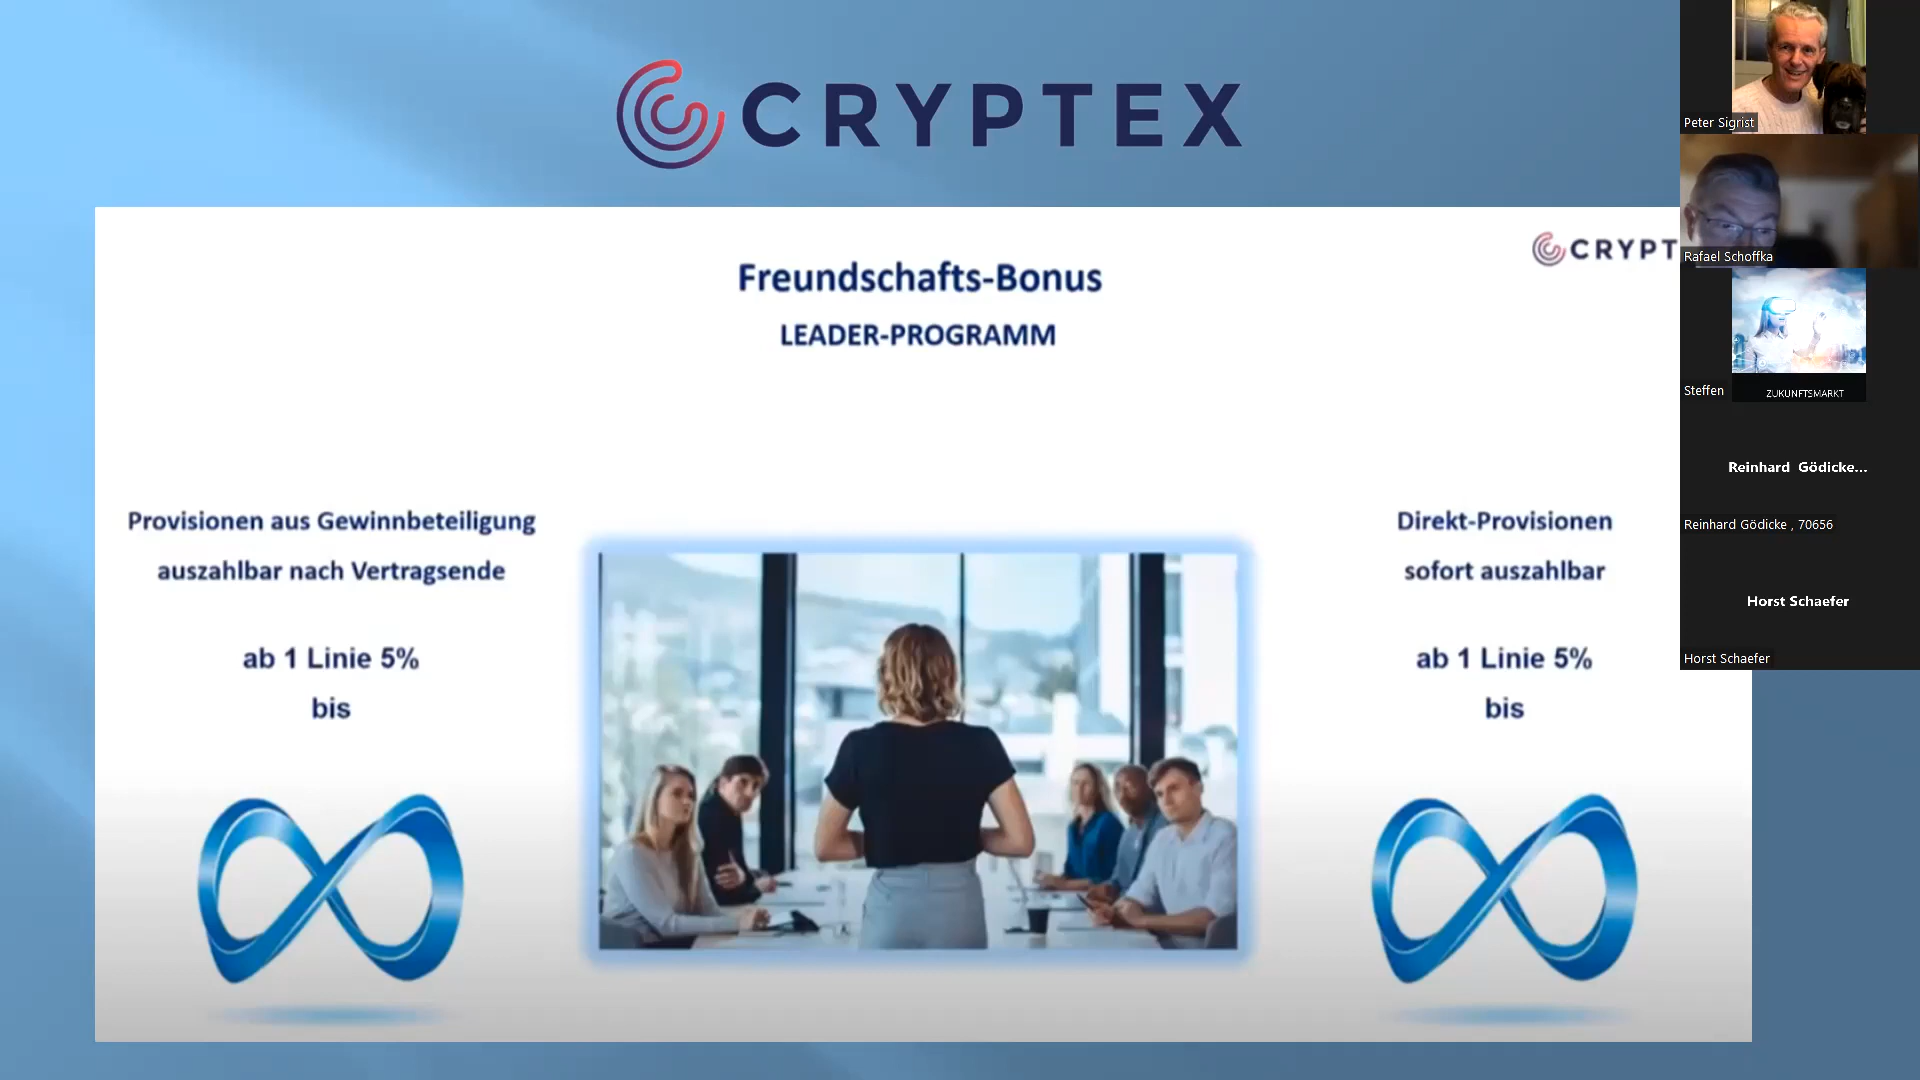 CRYPTEX
CRYPT
Freundschafts-Bonus
LEADER-PROGRAMM
Provisionen aus Gewinnbeteiligung
auszahlbar nach Vertragsende
ab 1 Linie 5%
bis
Direkt-Provisionen
sofort auszahlbar
ab 1 Linie 5%
bis
Peter Sigrist
Rafael Schoffka
Steffen
ZUKUNFTSMARKT
Reinhard Gödicke...
Reinhard Gödicke , 70656
Horst Schaefer
Horst Schaefer